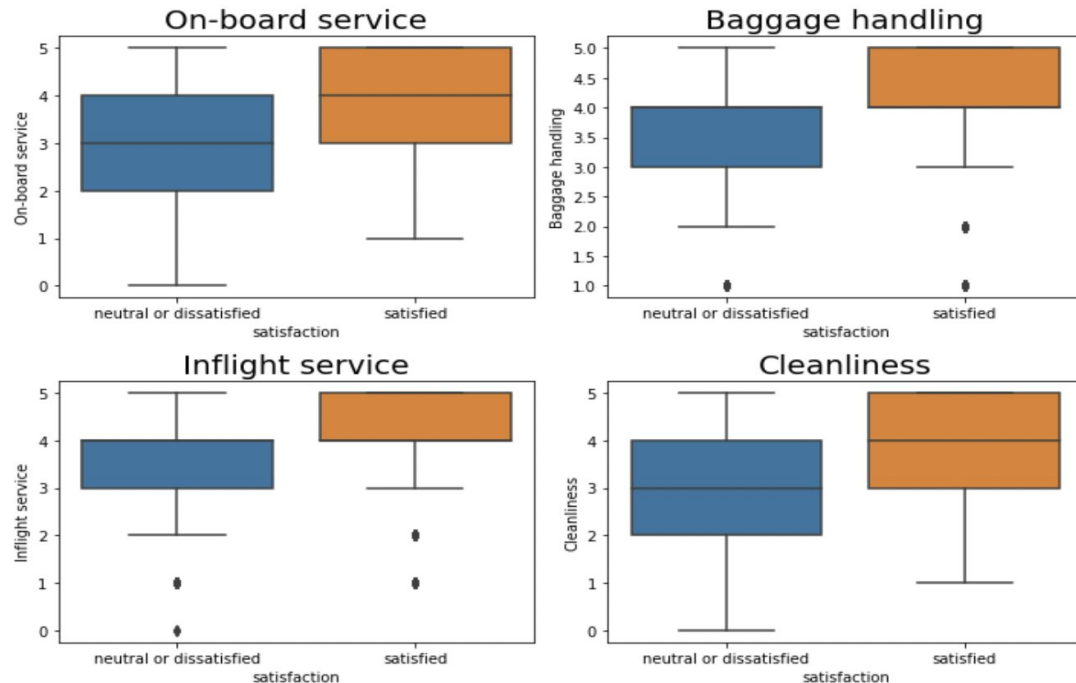 On-board service
On-board service
5
4
3
2
1
0
neutral or dissatisfied
satisfied
satisfaction
Baggage handling
Baggage handling
5.0
4.5
4.0
3.5
3.0
2.5
2.0
1.5
1.0
neutral or dissatisfied
satisfied
satisfaction
Inflight service
Inflight service
5
4
3
2
1
0
neutral or dissatisfied
satisfied
satisfaction
Cleanliness
Cleanliness
5
4
3
2
1
0
neutral or dissatisfied
satisfied
satisfaction